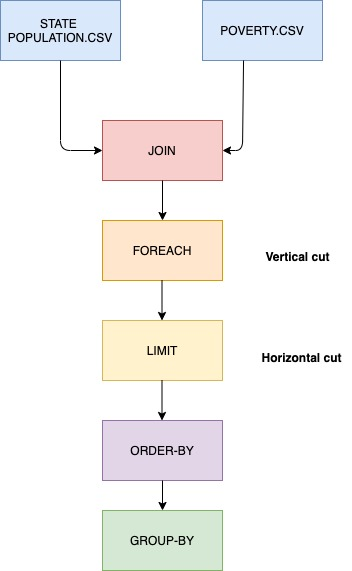 STATE
POPULATION.CSV
POVERTY.CSV
JOIN
FOREACH
Vertical cut
LIMIT
Horizontal cut
ORDER-BY
GROUP-BY